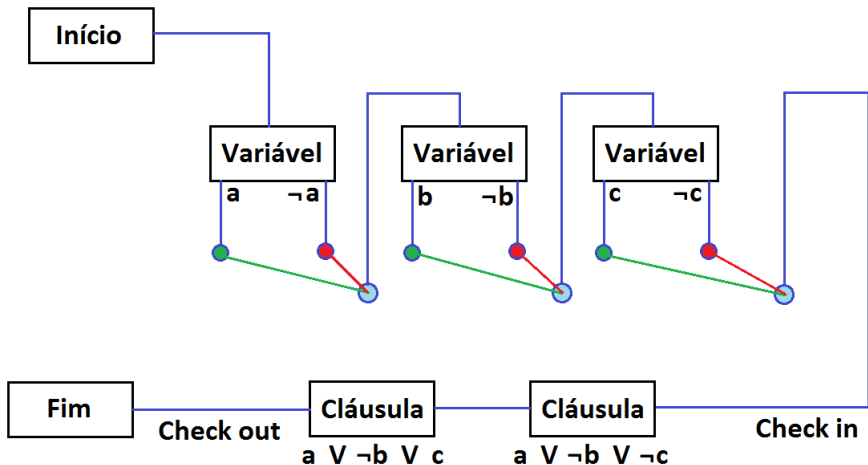 Início
Variável Variável Variável
a ¬a b ¬b c ¬c
Fim Cláusula Cláusula
Check out Check in
a V ¬b V c a V ¬b V ¬c